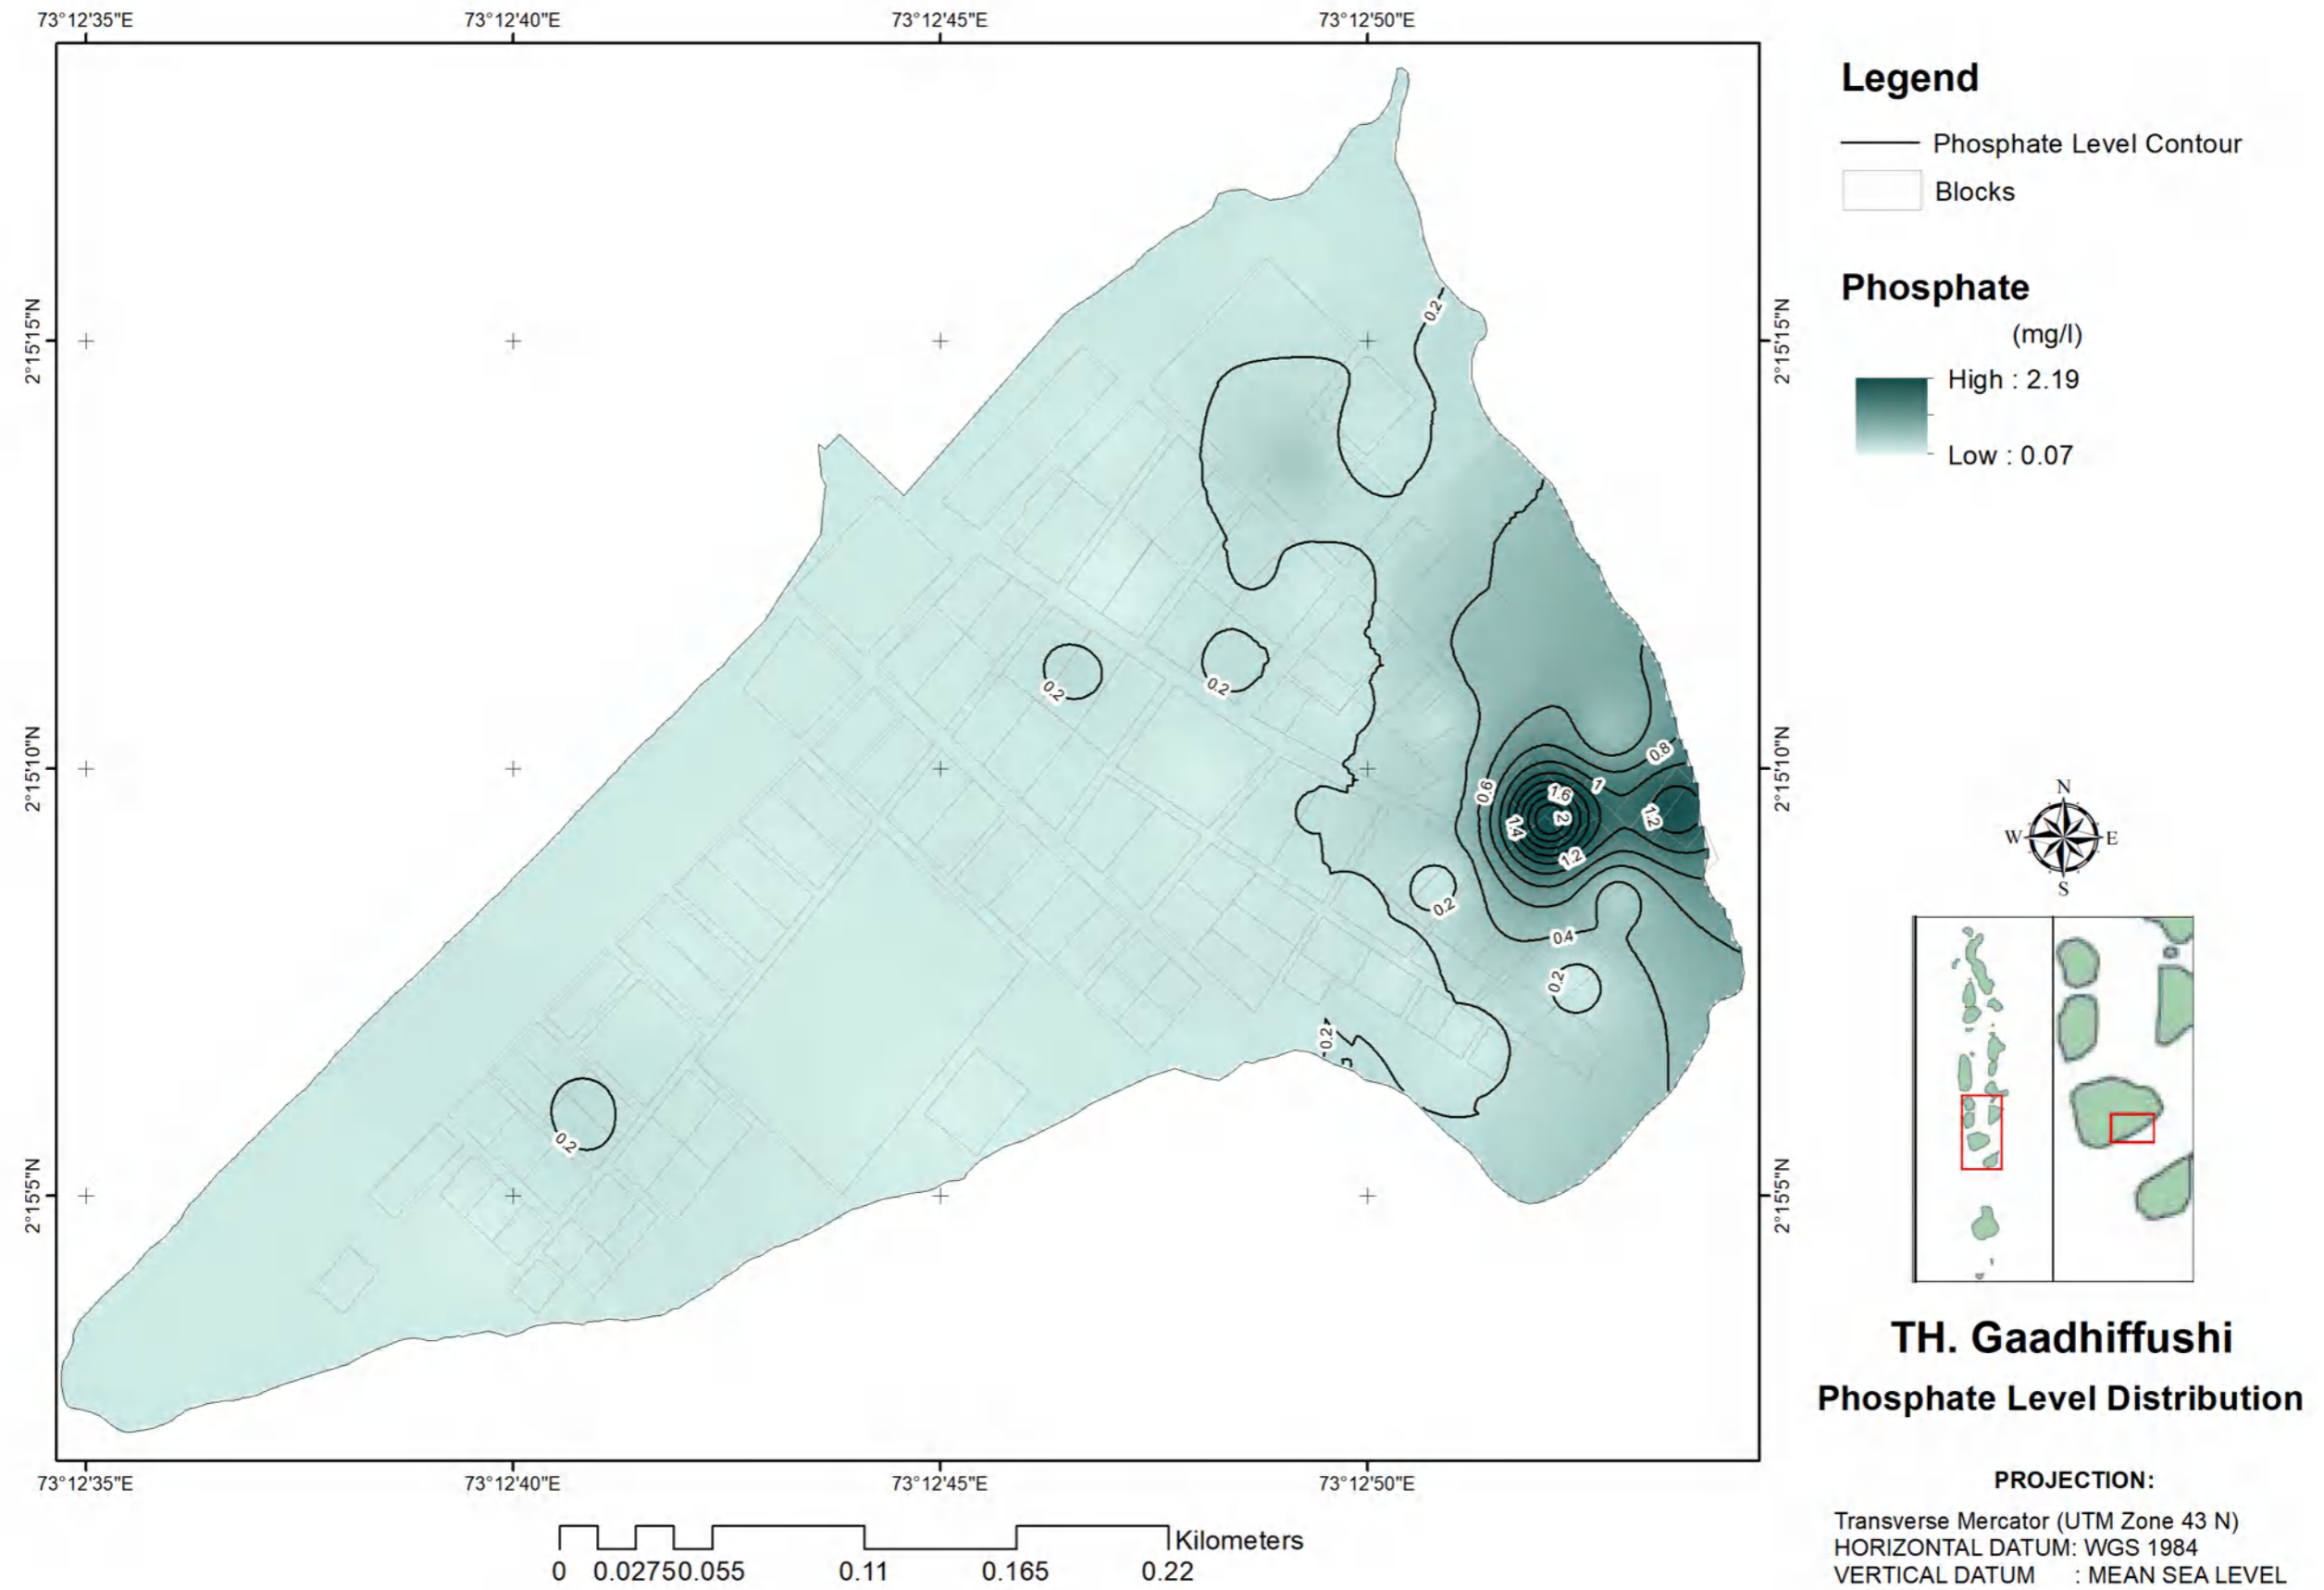 73°12'35"E
73°12'40"E
73°12'45"E
73°12'50"E
2°15'15"N
2°15'10"N
2°15'5"N
0.2
0.2
0.2
0.8
0.6
1.6
1
2
1.4
1.2
1.2
0.2
0.4
0.2
0.2
0.2
2°15'15"N
2°15'10"N
2°15'5"N
73°12'35"E
73°12'40"E
73°12'45"E
73°12'50"E
0 0.0275 0.055 0.11 0.165 0.22 Kilometers
Legend
Phosphate Level Contour
Blocks
Phosphate
(mg/l)
High : 2.19
Low : 0.07
N
W E
S
TH. Gaadhiffushi
Phosphate Level Distribution
PROJECTION:
Transverse Mercator (UTM Zone 43 N)
HORIZONTAL DATUM: WGS 1984
VERTICAL DATUM : MEAN SEA LEVEL